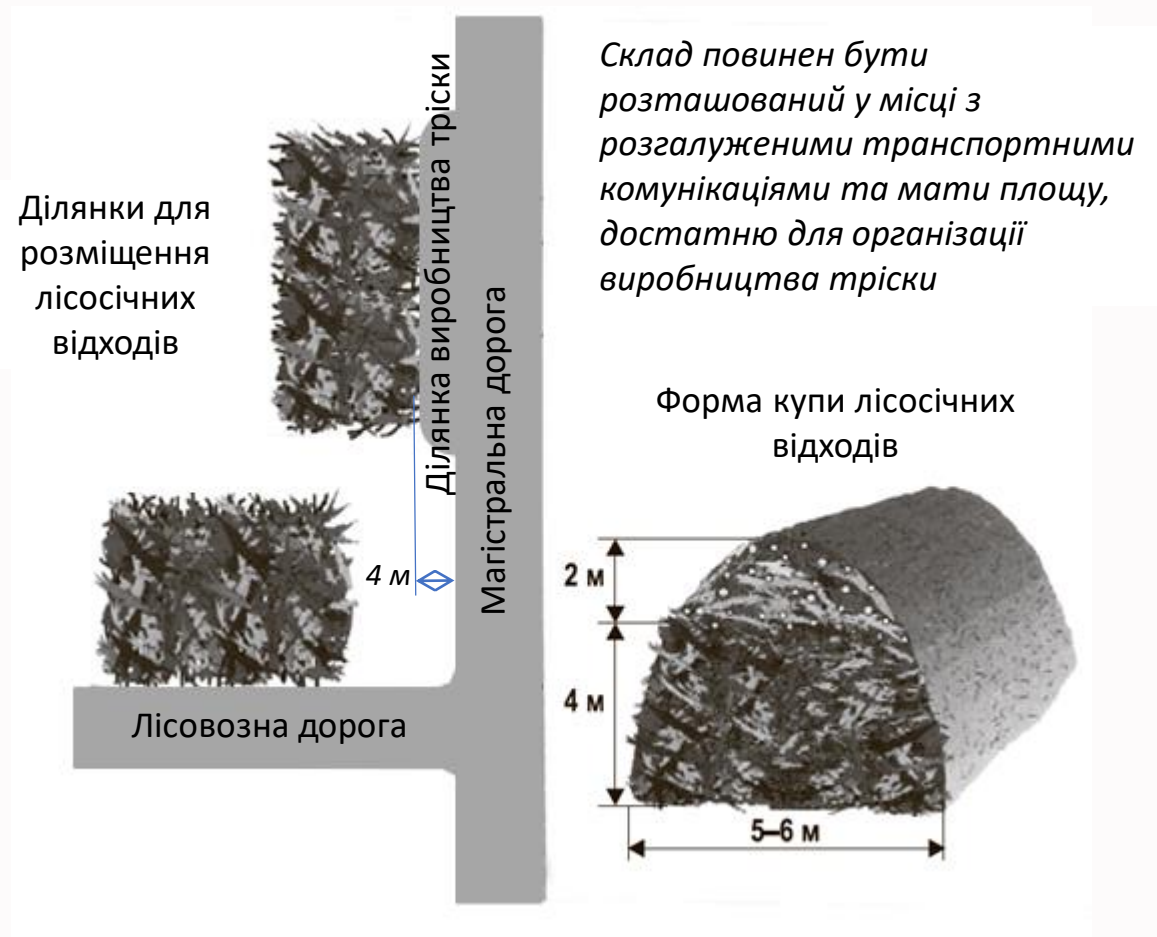 Склад повинен бути
розташований у місці з
розгалуженими транспортними
комунікаціями та мати площу,
достатню для організації
виробництва тріски
Ділянки для
розміщення
лісосічних
відходів
Ділянка виробництва тріски
Магістральна дорога
4 м
Лісовозна дорога
Форма купи лісосічних
відходів
2 м
4 м
5–6 м